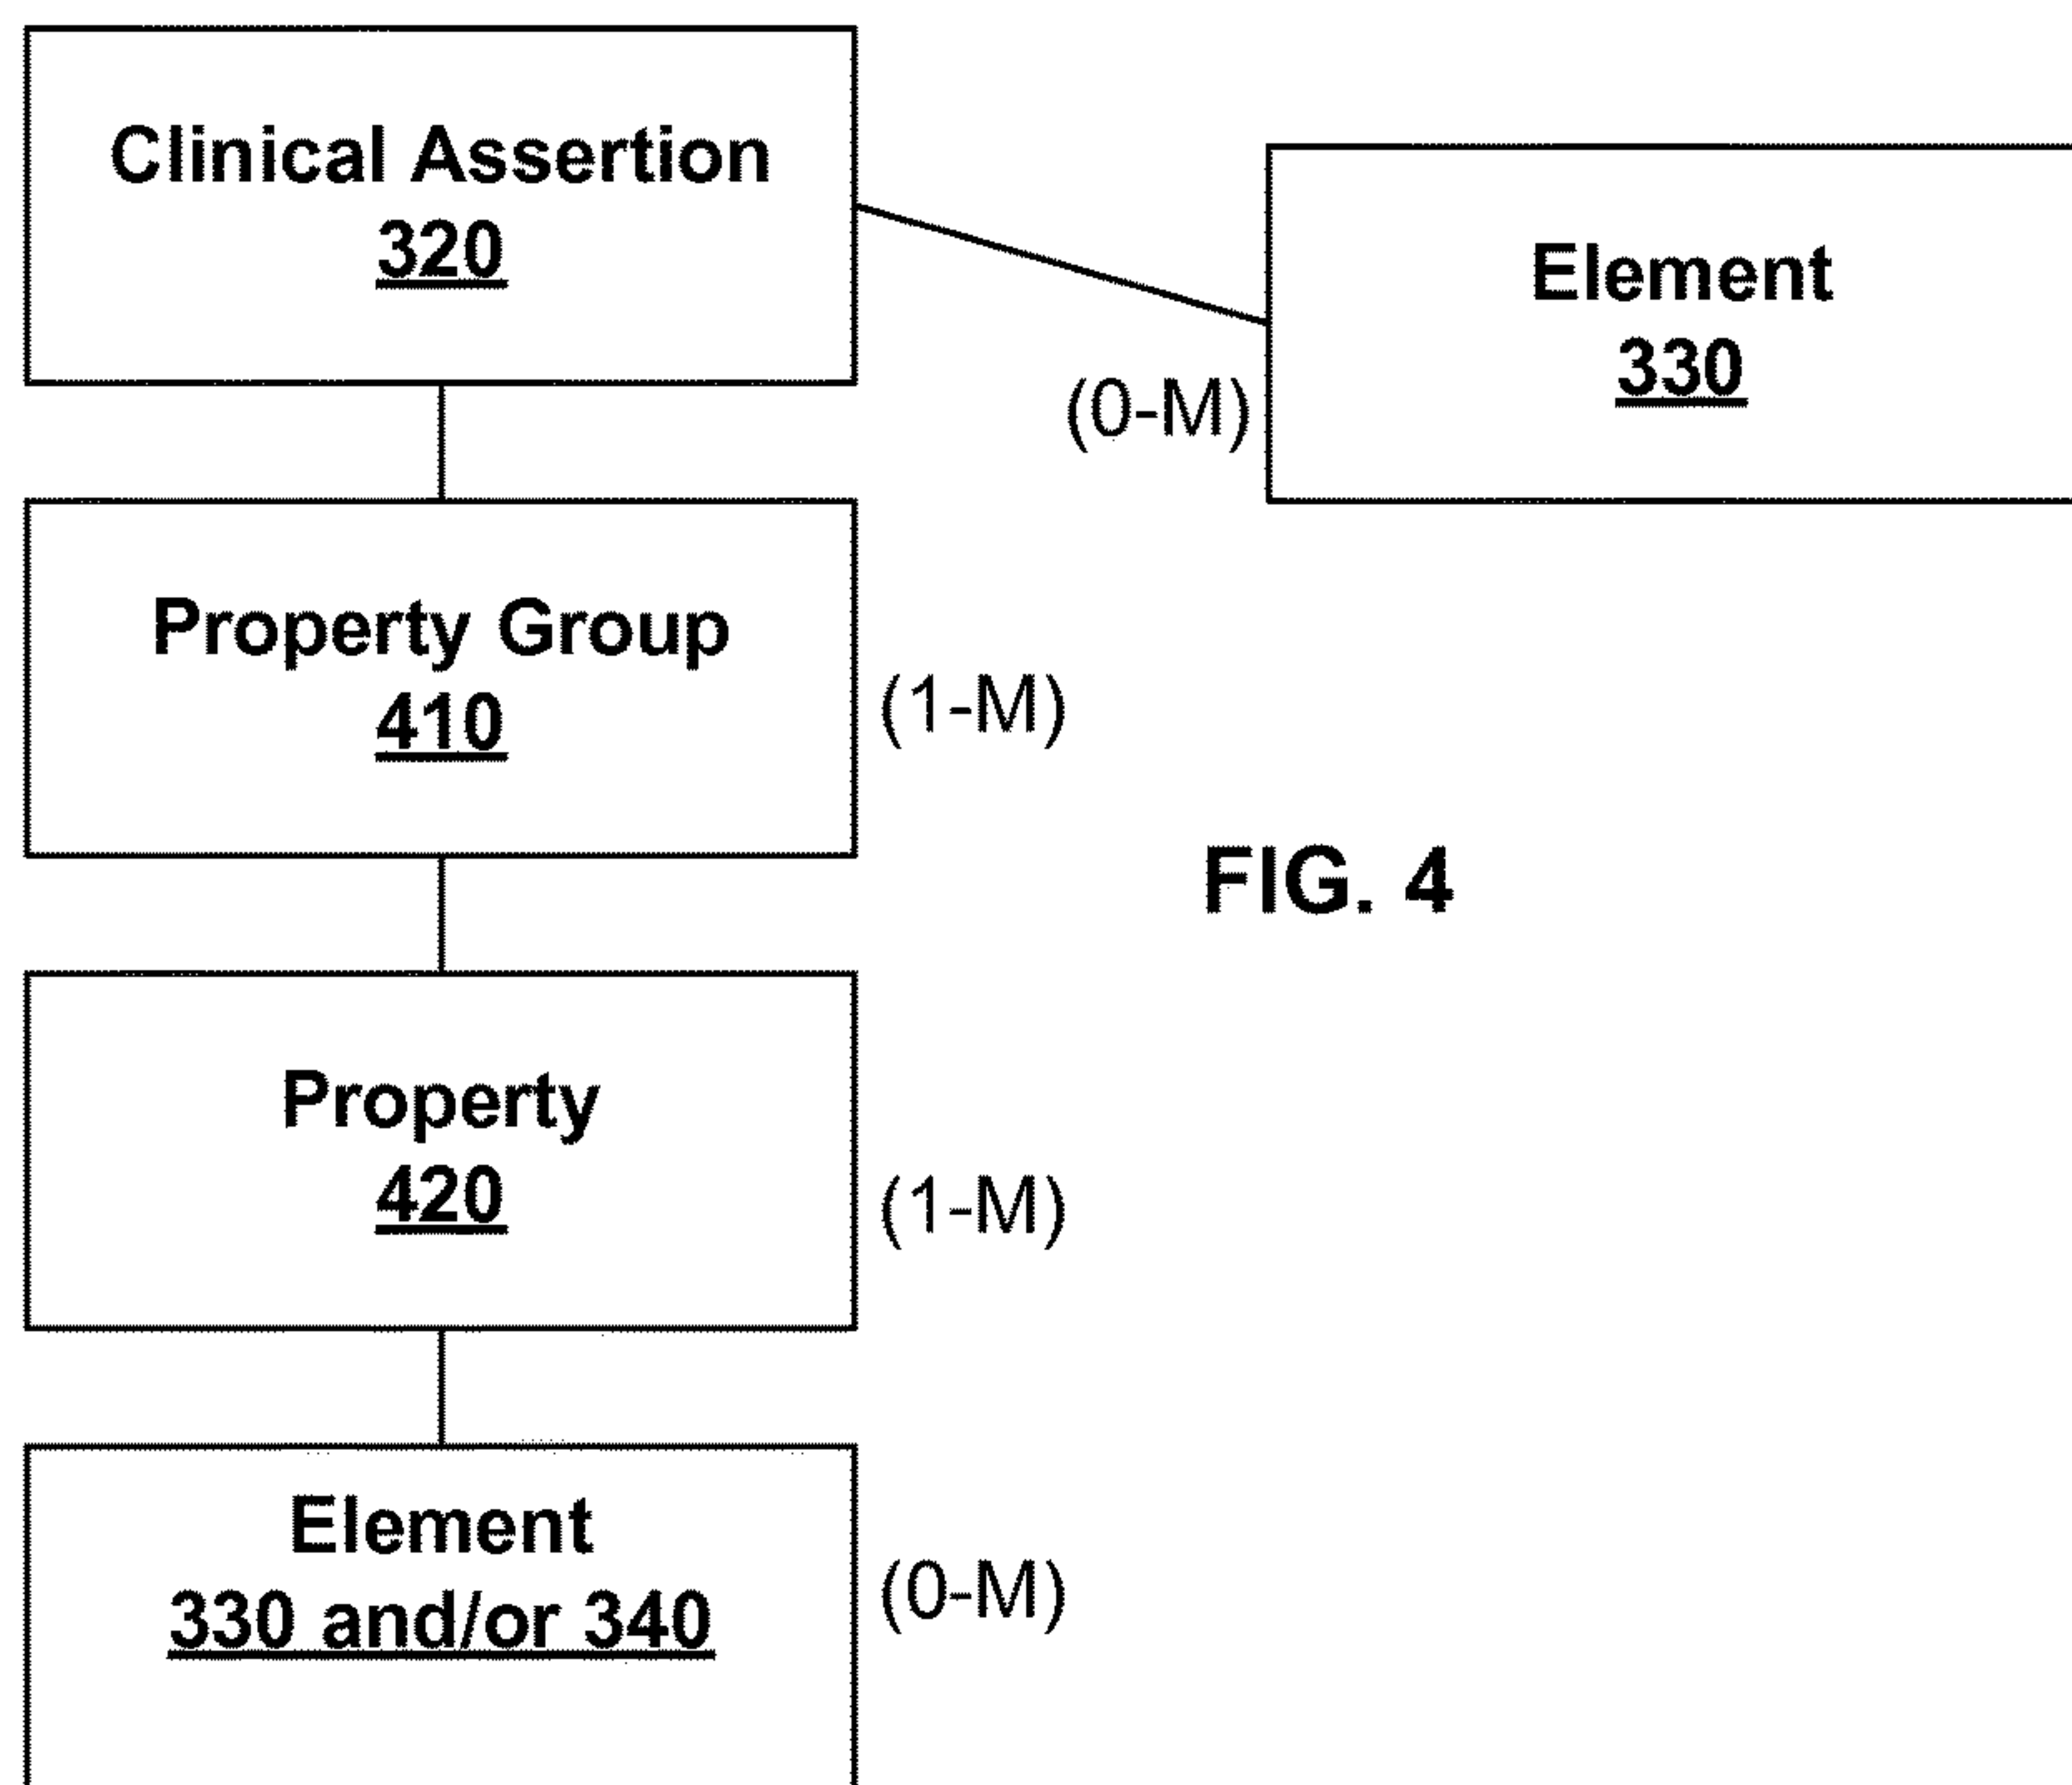 Clinical Assertion
320
Element
330
(0-M)
Property Group
410
(1-M)
FIG. 4
Property
420
(1-M)
Element
330 and/or 340
(0-M)